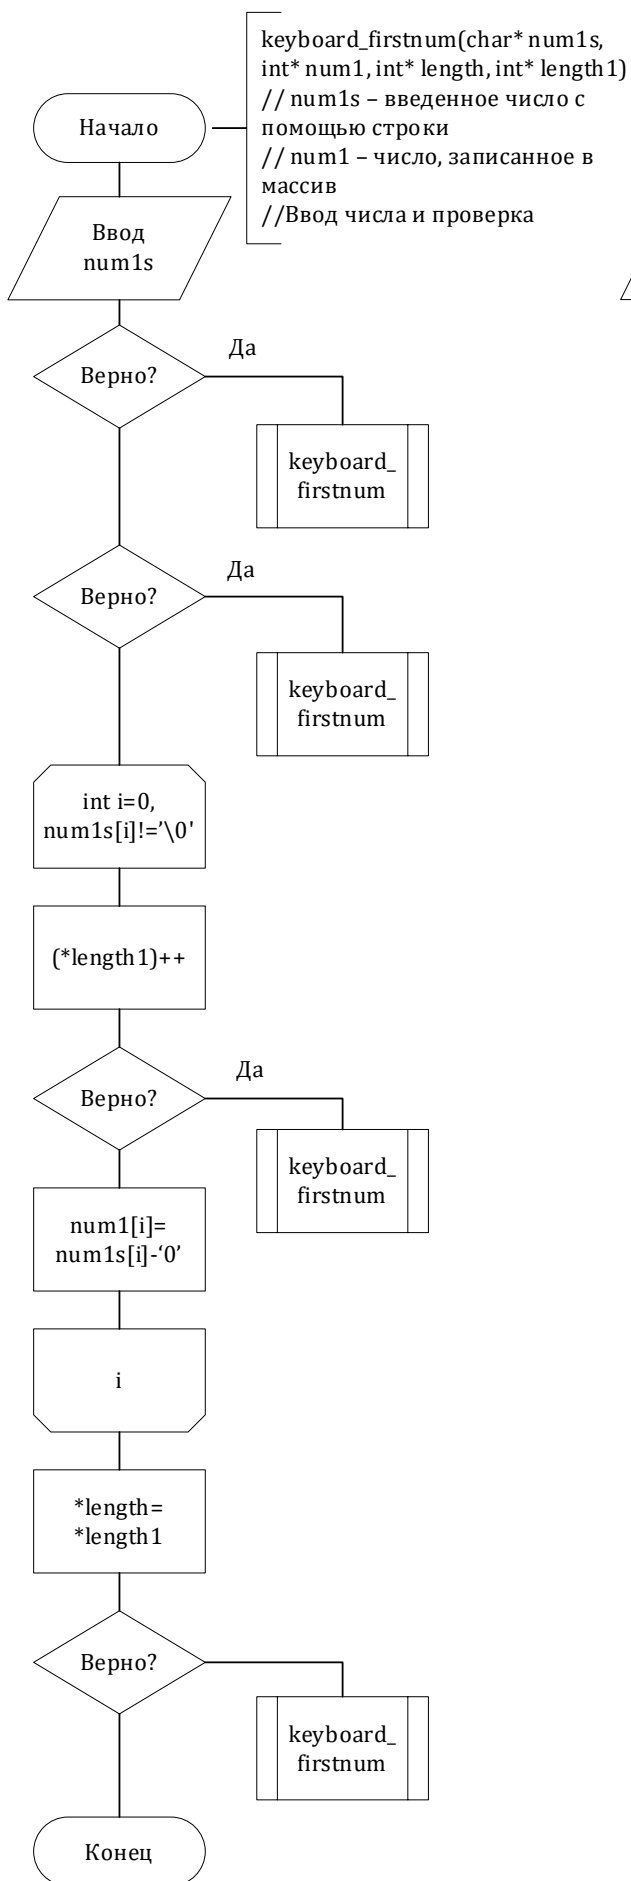 keyboard_firstnum(char* num1s,
int* num1, int* length, int* length1)
// num1s – введенное число с
помощью строки
// num1 – число, записанное в
массив
//Ввод числа и проверка
Начало
Ввод
num1s
Верно?
Да
keyboard_
firstnum
Верно?
Да
keyboard_
firstnum
int i=0,
num1s[i]!=’\0'
(*length1)++
Верно?
Да
keyboard_
firstnum
num1[i]=
num1s[i]-‘0’
i
*length=
*length1
Верно?
keyboard_
firstnum
Конец